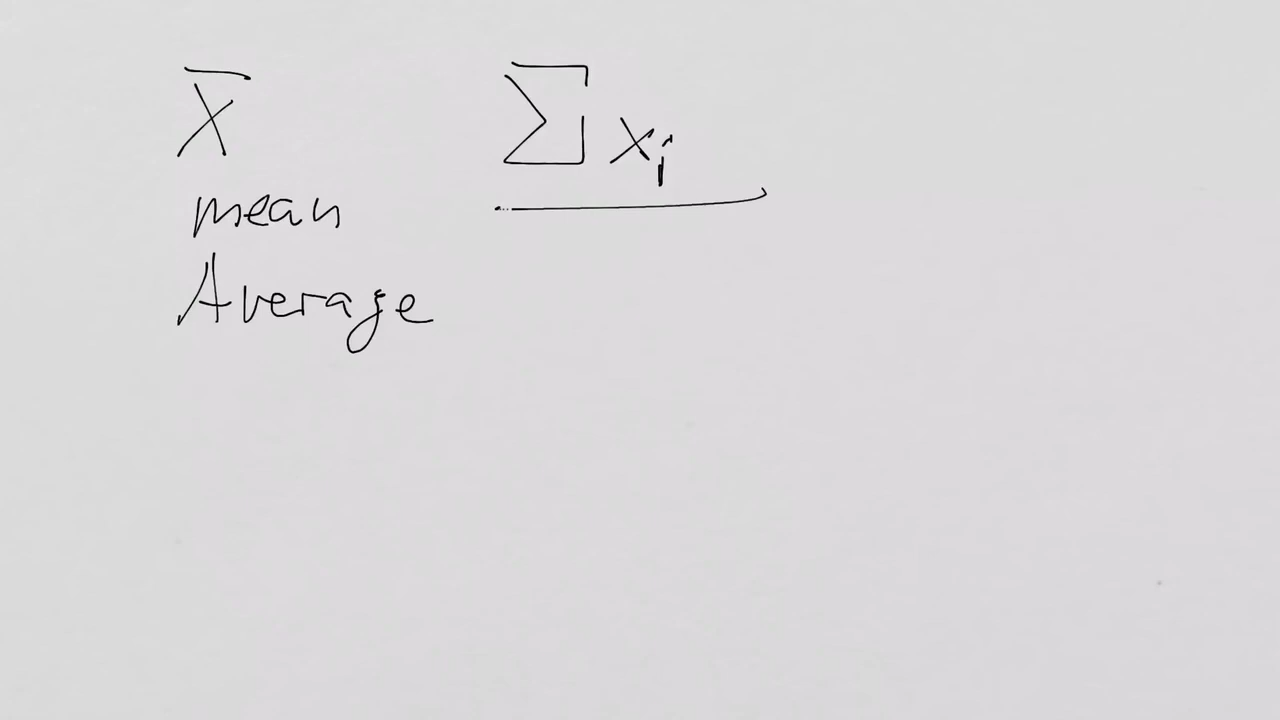 X̄ ∑ xᵢ
mean
Average